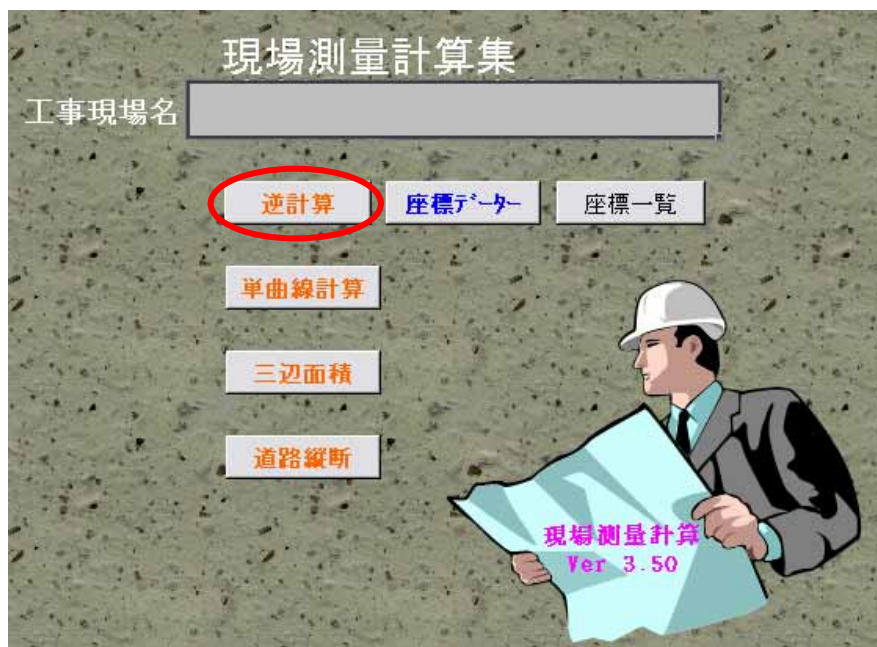 現場測量計算集
工事現場名
逆計算 座標ﾃﾞｰﾀｰ 座標一覧
単曲線計算
三辺面積
道路縦断
現場測量計算
Ver 3.50